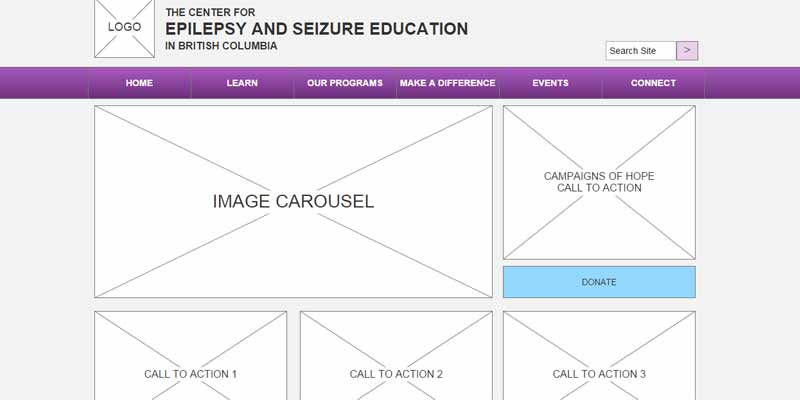 LOGO
THE CENTER FOR
EPILEPSY AND SEIZURE EDUCATION
IN BRITISH COLUMBIA
Search Site
>
HOME
LEARN
OUR PROGRAMS
MAKE A DIFFERENCE
EVENTS
CONNECT
IMAGE CAROUSEL
CAMPAIGNS OF HOPE
CALL TO ACTION
DONATE
CALL TO ACTION 1
CALL TO ACTION 2
CALL TO ACTION 3